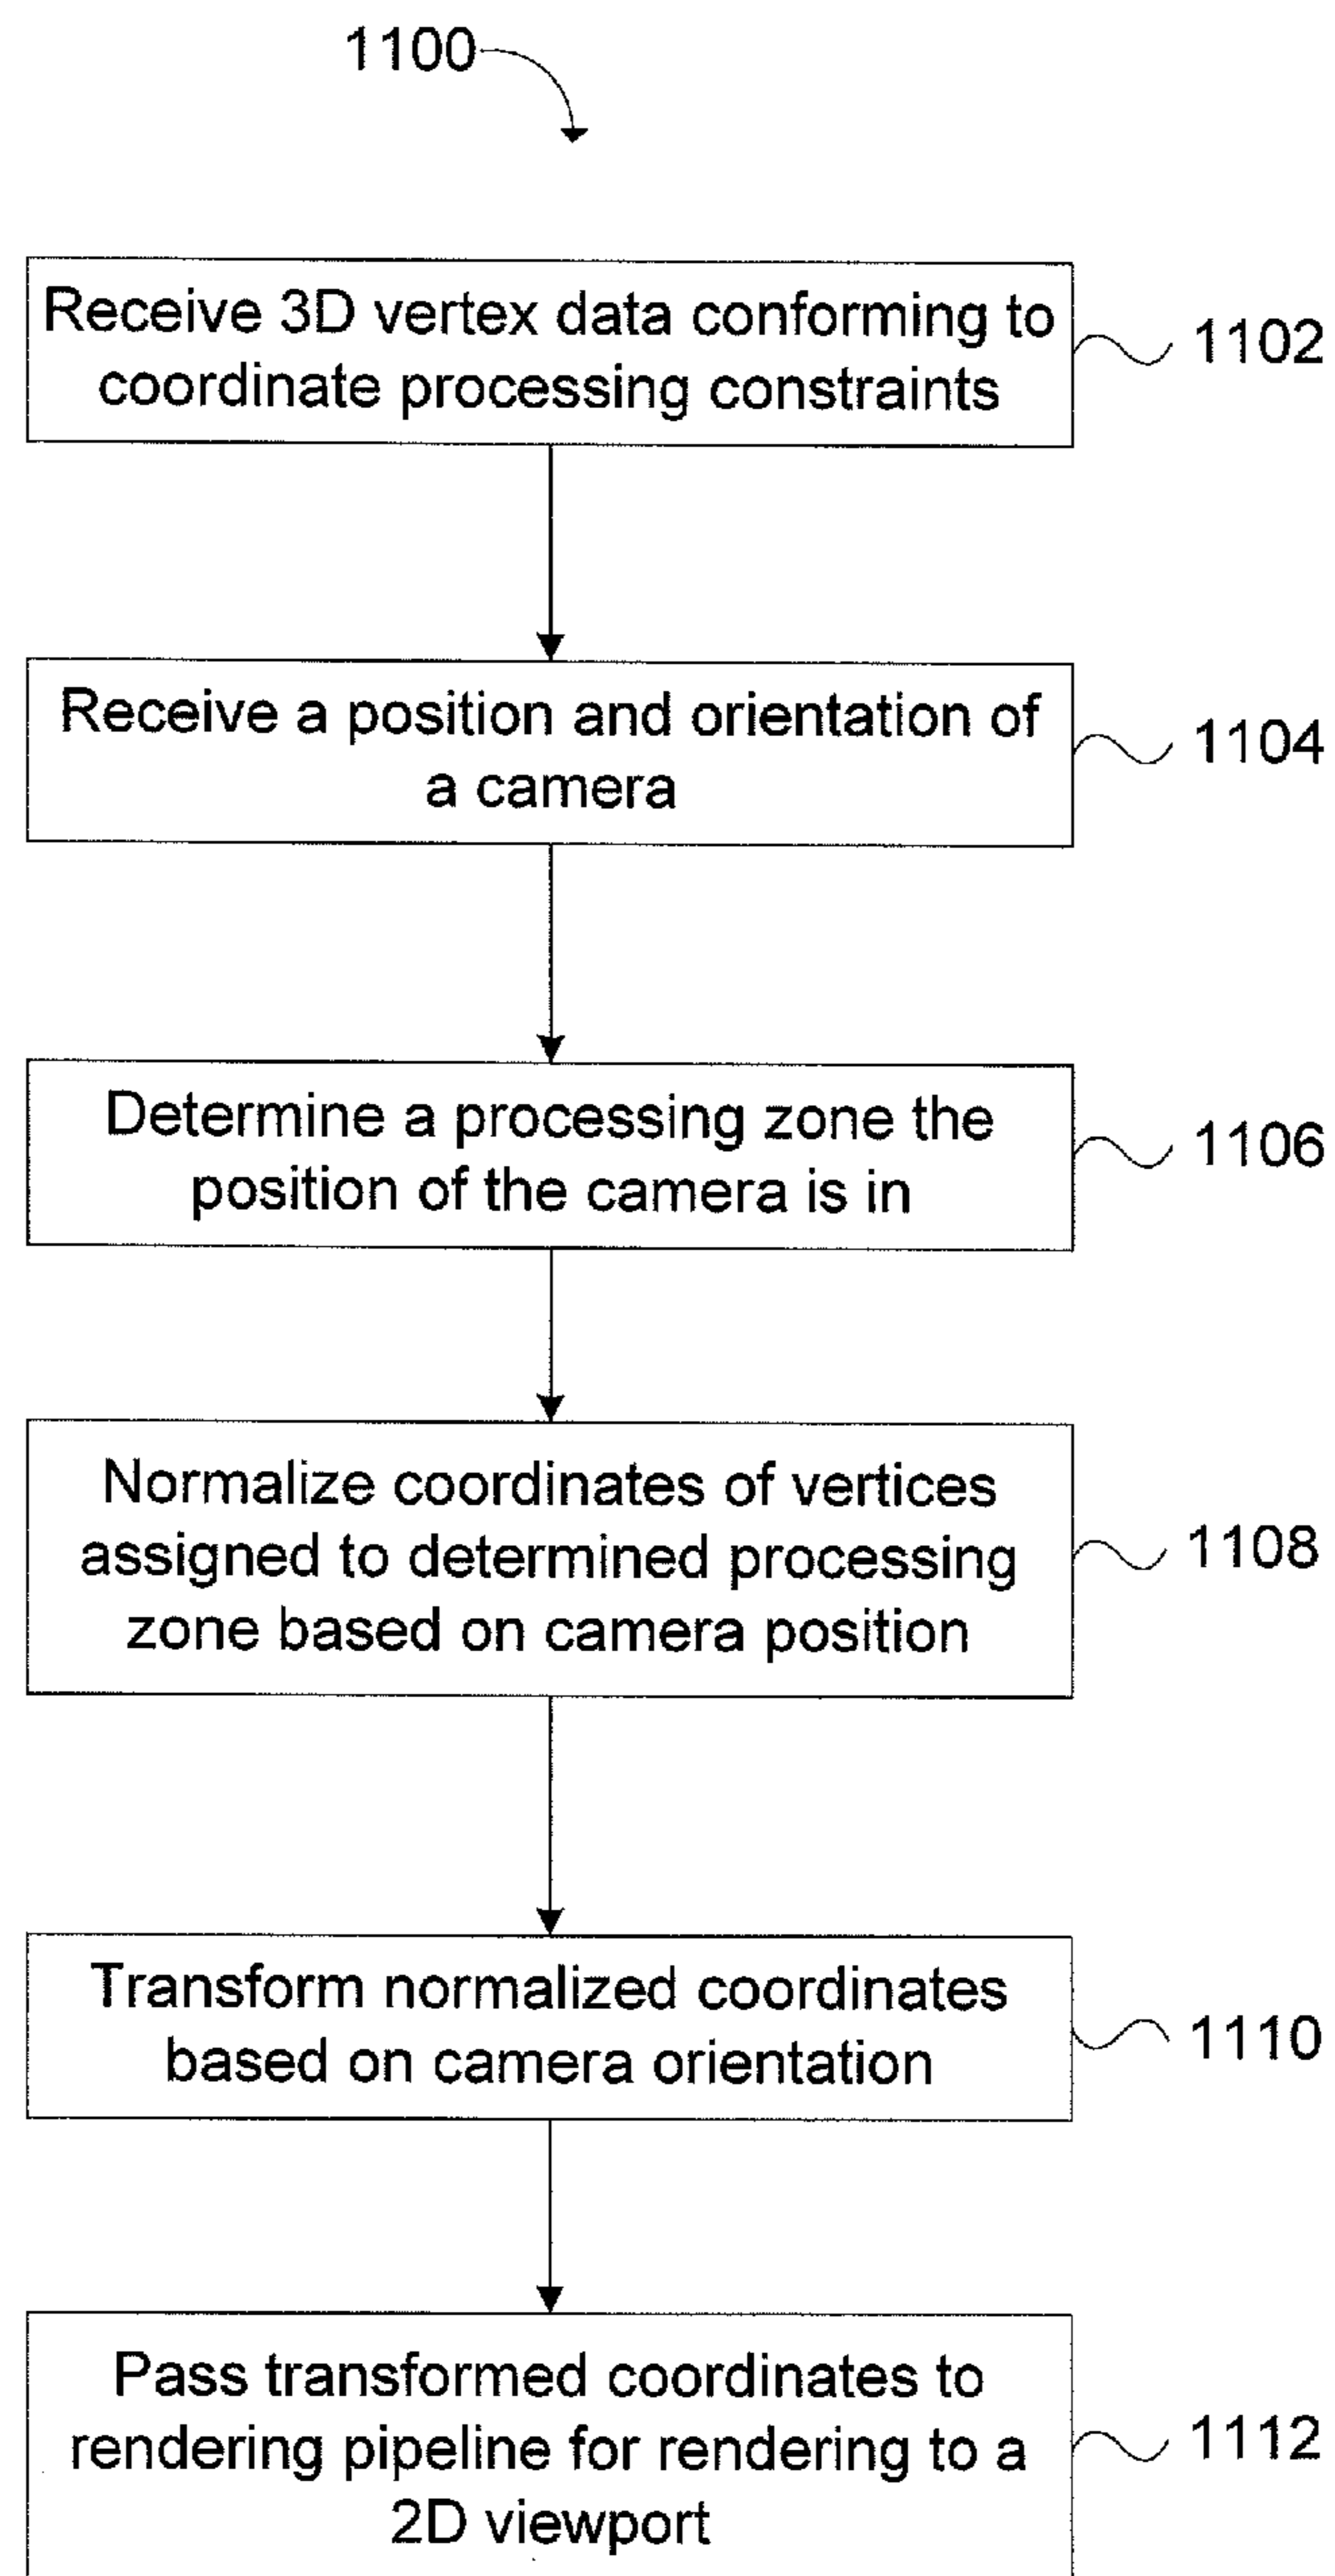 1100
Receive 3D vertex data conforming to
coordinate processing constraints
1102
Receive a position and orientation of
a camera
1104
Determine a processing zone the
position of the camera is in
1106
Normalize coordinates of vertices
assigned to determined processing
zone based on camera position
1108
Transform normalized coordinates
based on camera orientation
1110
Pass transformed coordinates to
rendering pipeline for rendering to a
2D viewport
1112